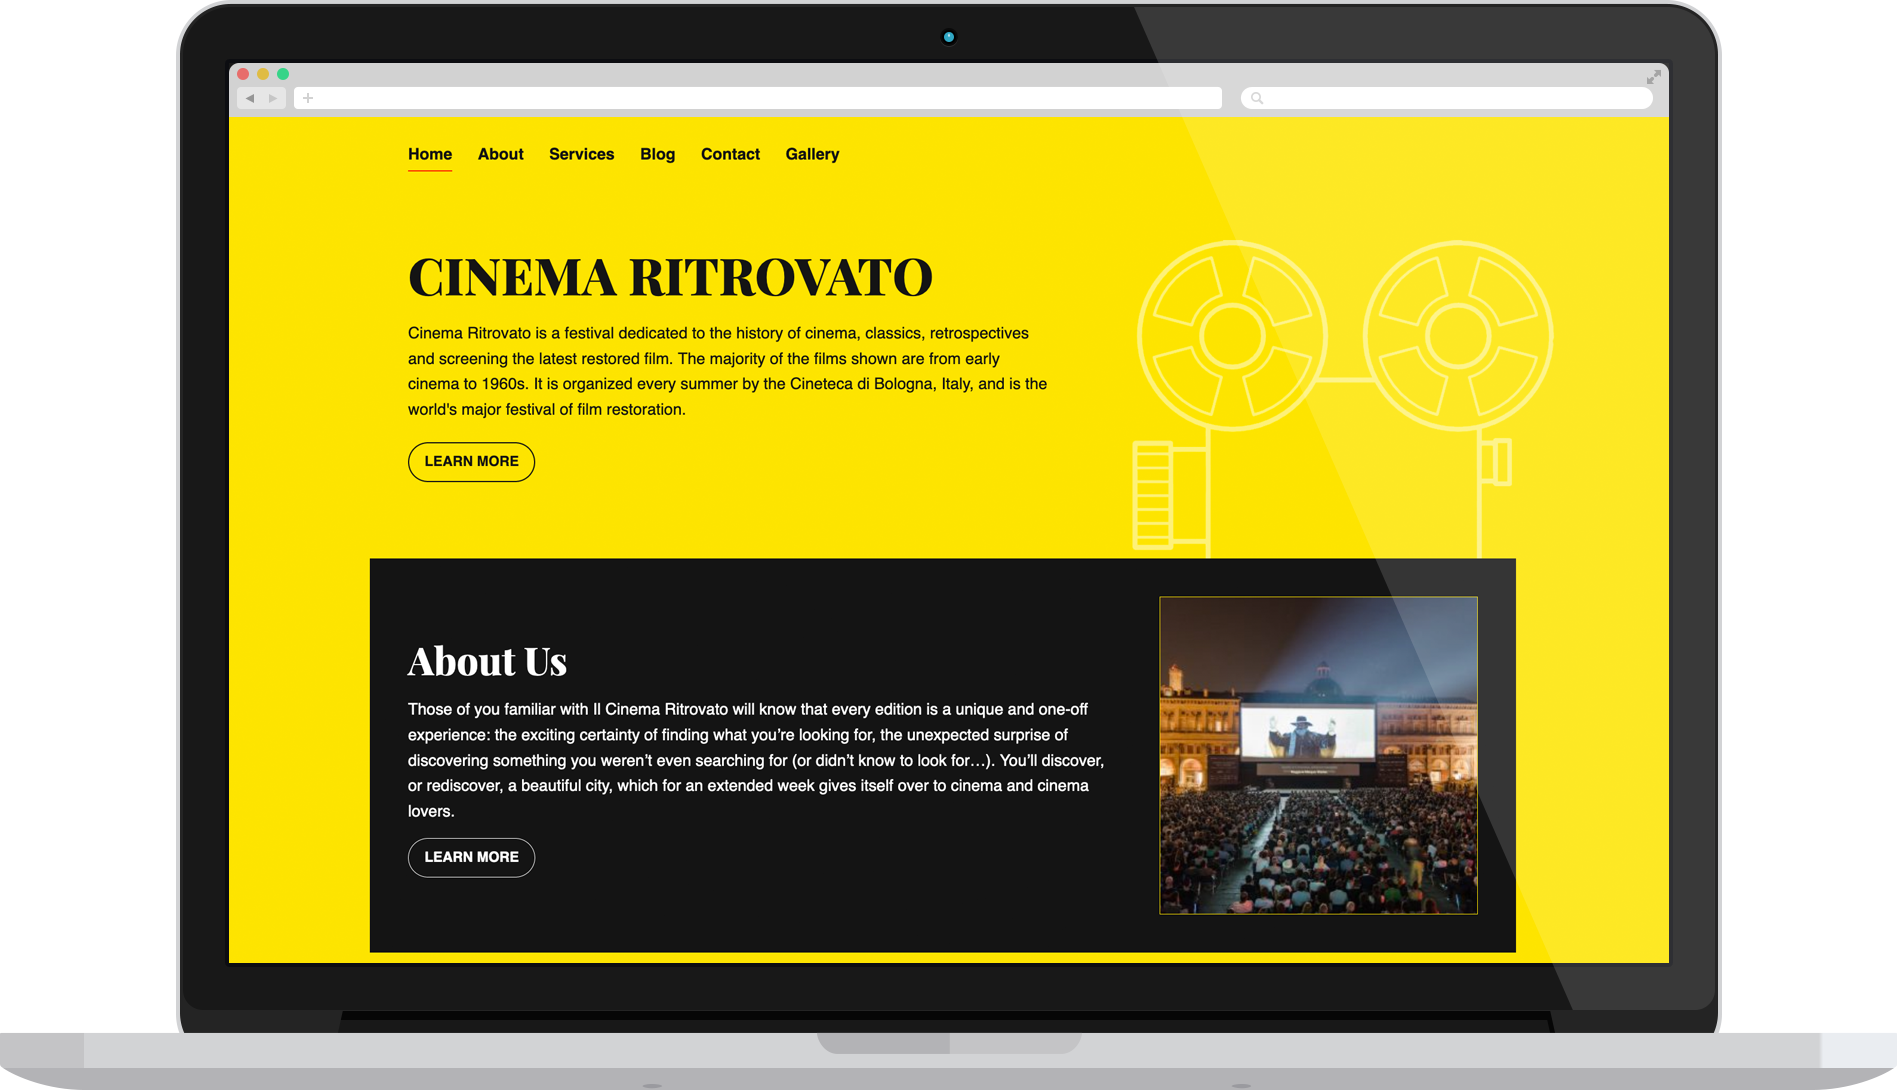 Home About Services Blog Contact Gallery
CINEMA RITROVATO
Cinema Ritrovato is a festival dedicated to the history of cinema, classics, retrospectives
and screening the latest restored film. The majority of the films shown are from early
cinema to 1960s. It is organized every summer by the Cineteca di Bologna, Italy, and is the
world's major festival of film restoration.
LEARN MORE
About Us
Those of you familiar with Il Cinema Ritrovato will know that every edition is a unique and one-off
experience: the exciting certainty of finding what you’re looking for, the unexpected surprise of
discovering something you weren’t even searching for (or didn’t know to look for…). You’ll discover,
or rediscover, a beautiful city, which for an extended week gives itself over to cinema and cinema
lovers.
LEARN MORE